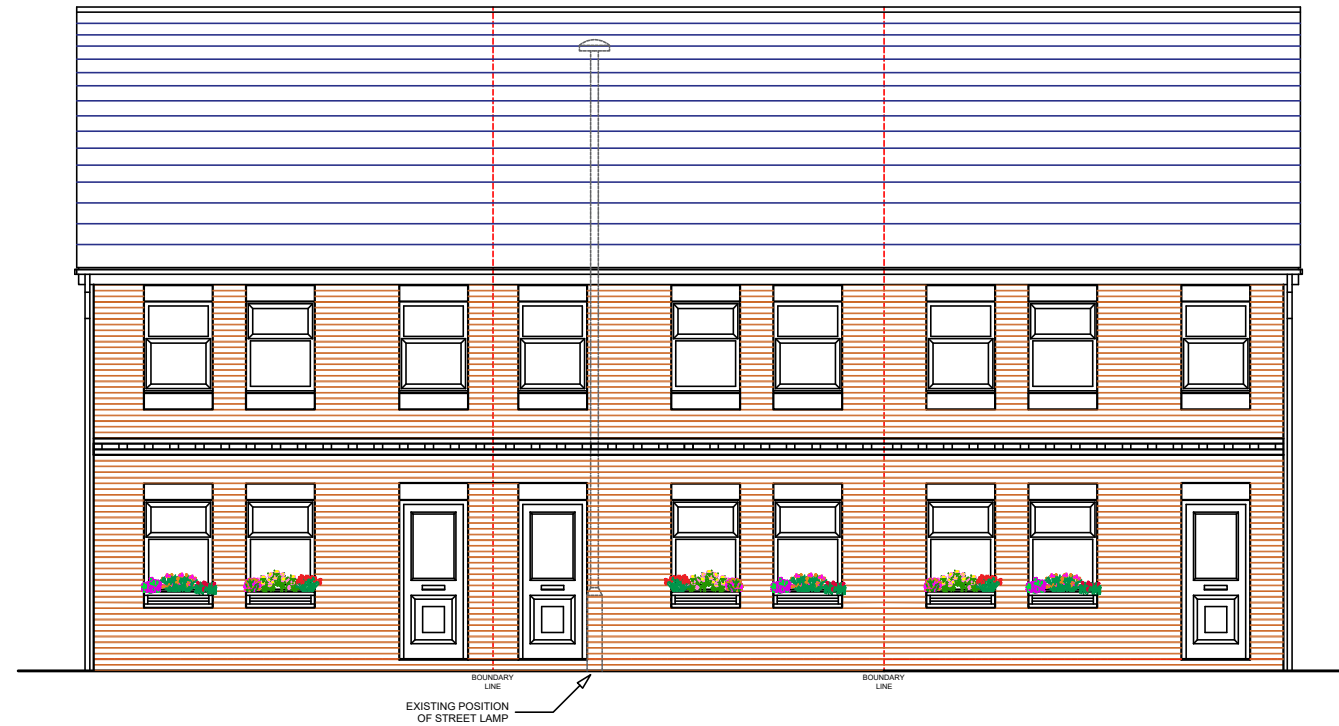 BOUNDARY
LINE
BOUNDARY
LINE
EXISTING POSITION
OF STREET LAMP